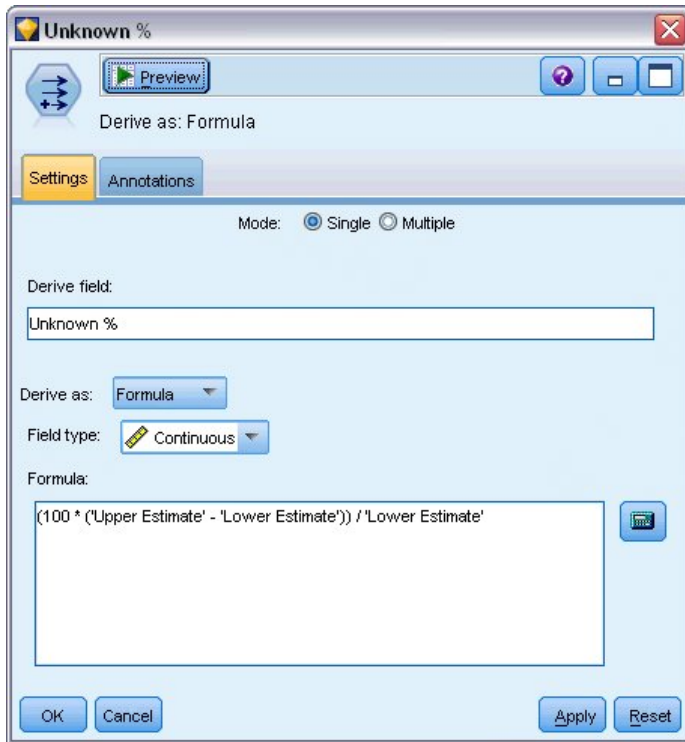 Unknown %
Preview
Derive as: Formula
Settings Annotations
Mode: Single Multiple
Derive field:
Unknown %
Derive as: Formula
Field type: Continuous
Formula:
(100 * ('Upper Estimate' - 'Lower Estimate')) / 'Lower Estimate'
OK Cancel Apply Reset